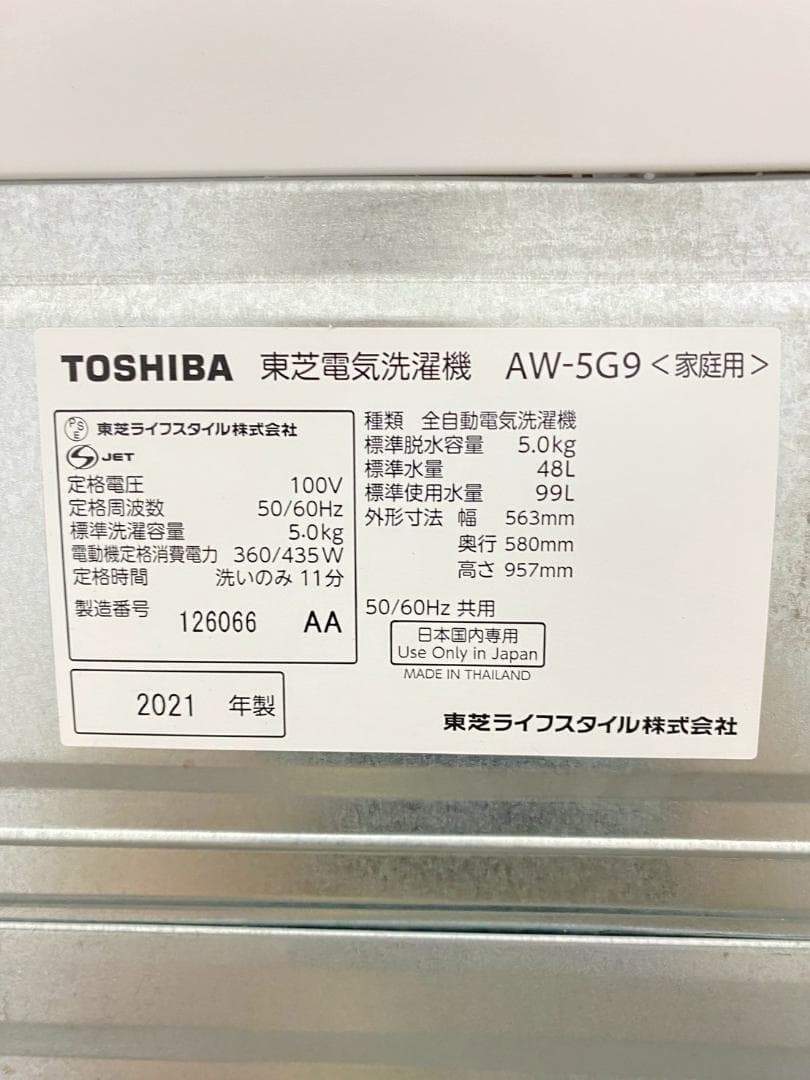 TOSHIBA 東芝電気洗濯機 AW-5G9 <家庭用>
PSE 東芝ライフスタイル株式会社
S JET
定格電圧 100V
定格周波数 50/60Hz
標準洗濯容量 5.0kg
電動機定格消費電力 360/435W
定格時間 洗いのみ 11分
製造番号 126066 AA
2021 年製
種類 全自動電気洗濯機
標準脱水容量 5.0kg
標準水量 48L
標準使用水量 99L
外形寸法 幅 563mm
奥行 580mm
高さ 957mm
50/60Hz 共用
日本国内専用
Use Only in Japan
MADE IN THAILAND
東芝ライフスタイル株式会社